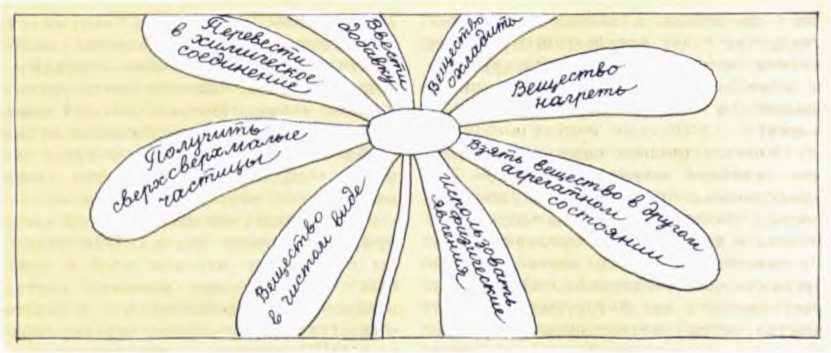 Перевести
в химическое
соединение
Ввести
добавку
Вещество
охладить
Вещество
нагреть
Взять вещество в другом
агрегатном
состоянии
Использовать
физические
явления
Вещество
в чистом виде
Получить
сверхсверхмалые
частицы